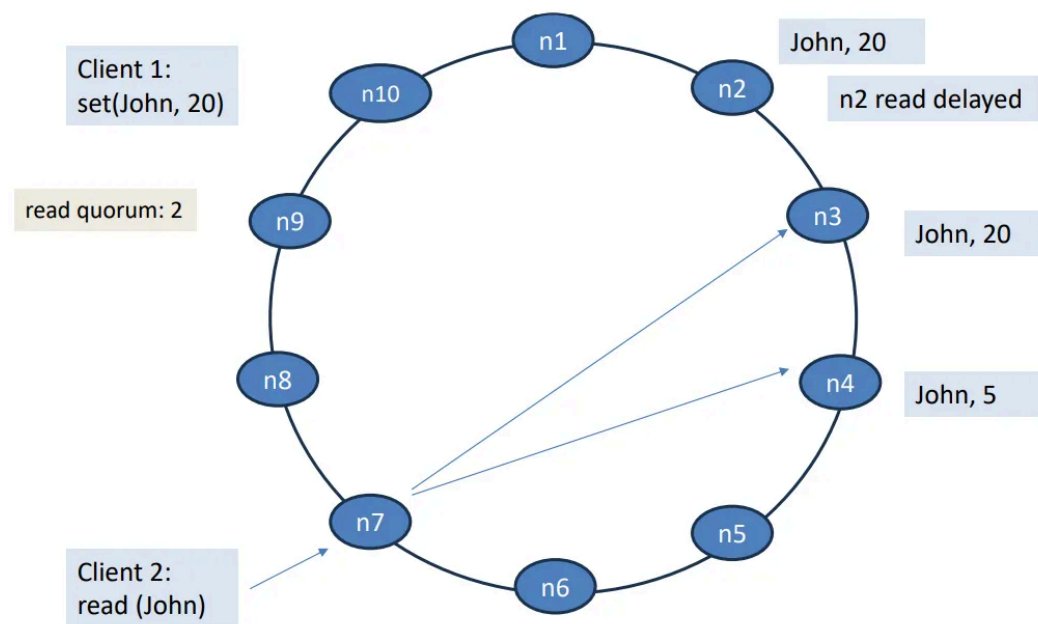 n1
John, 20
Client 1:
set(John, 20)
n10
n2
n2 read delayed
read quorum: 2
n9
n3
John, 20
n8
n4
John, 5
n7
n5
Client 2:
read (John)
n6